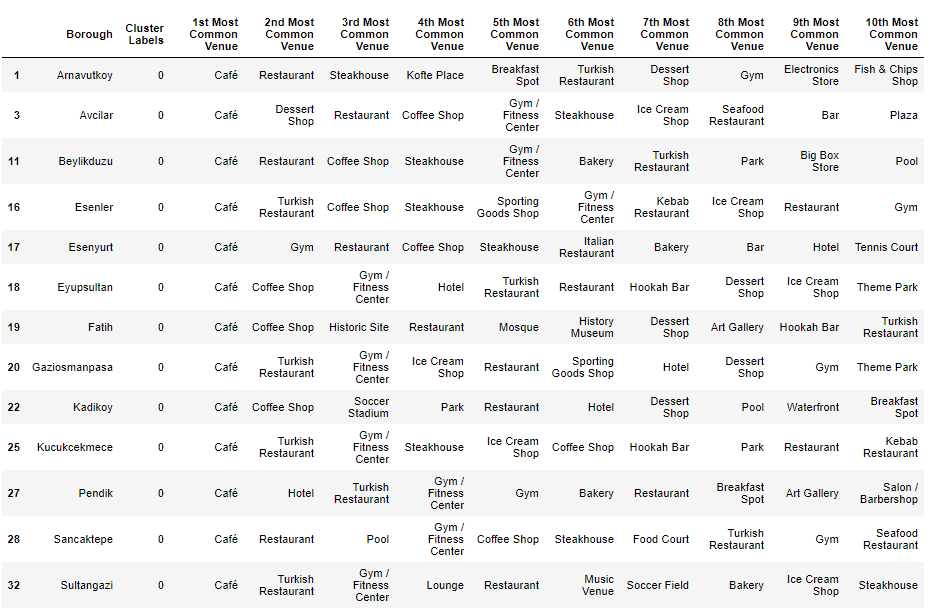 Borough Cluster Labels 1st Most Common Venue 2nd Most Common Venue 3rd Most Common Venue 4th Most Common Venue 5th Most Common Venue 6th Most Common Venue 7th Most Common Venue 8th Most Common Venue 9th Most Common Venue 10th Most Common Venue
1 Arnavutkoy 0 Café Restaurant Steakhouse Kofte Place Breakfast Spot Turkish Restaurant Dessert Shop Gym Electronics Store Fish & Chips Shop
3 Avcilar 0 Café Dessert Shop Restaurant Coffee Shop Gym / Fitness Center Steakhouse Ice Cream Shop Seafood Restaurant Bar Plaza
11 Beylikduzu 0 Café Restaurant Coffee Shop Steakhouse Gym / Fitness Center Bakery Turkish Restaurant Park Big Box Store Pool
16 Esenler 0 Café Turkish Restaurant Coffee Shop Steakhouse Sporting Goods Shop Gym / Fitness Center Kebab Restaurant Ice Cream Shop Restaurant Gym
17 Esenyurt 0 Café Gym Restaurant Coffee Shop Steakhouse Italian Restaurant Bakery Bar Hotel Tennis Court
18 Eyupsultan 0 Café Coffee Shop Gym / Fitness Center Hotel Turkish Restaurant Restaurant Hookah Bar Dessert Shop Ice Cream Shop Theme Park
19 Fatih 0 Café Coffee Shop Historic Site Restaurant Mosque History Museum Dessert Shop Art Gallery Hookah Bar Turkish Restaurant
20 Gaziosmanpasa 0 Café Turkish Restaurant Gym / Fitness Center Ice Cream Shop Restaurant Sporting Goods Shop Hotel Dessert Shop Gym Theme Park
22 Kadikoy 0 Café Coffee Shop Soccer Stadium Park Restaurant Hotel Dessert Shop Pool Waterfront Breakfast Spot
25 Kucukcekmece 0 Café Turkish Restaurant Gym / Fitness Center Steakhouse Ice Cream Shop Coffee Shop Hookah Bar Park Restaurant Kebab Restaurant
27 Pendik 0 Café Hotel Turkish Restaurant Gym / Fitness Center Gym Bakery Restaurant Breakfast Spot Art Gallery Salon / Barbershop
28 Sancaktepe 0 Café Restaurant Pool Gym / Fitness Center Coffee Shop Steakhouse Food Court Turkish Restaurant Gym Seafood Restaurant
32 Sultangazi 0 Café Turkish Restaurant Gym / Fitness Center Lounge Restaurant Music Venue Soccer Field Bakery Ice Cream Shop Steakhouse